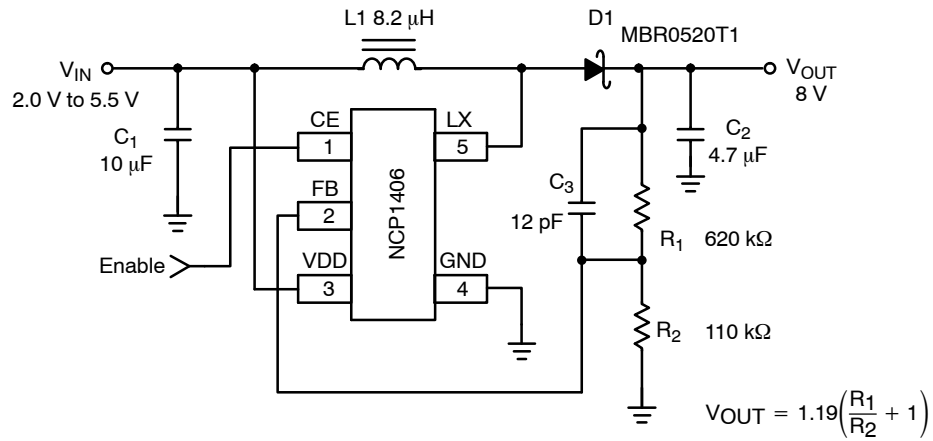 L1 8.2 µH
D1
MBR0520T1
VIN
2.0 V to 5.5 V
VOUT
8 V
C1
10 µF
CE
1
LX
5
C2
4.7 µF
FB
2
NCP1406
C3
12 pF
R1 620 kΩ
Enable
VDD
3
GND
4
R2 110 kΩ
VOUT = 1.19(R1/R2 + 1)